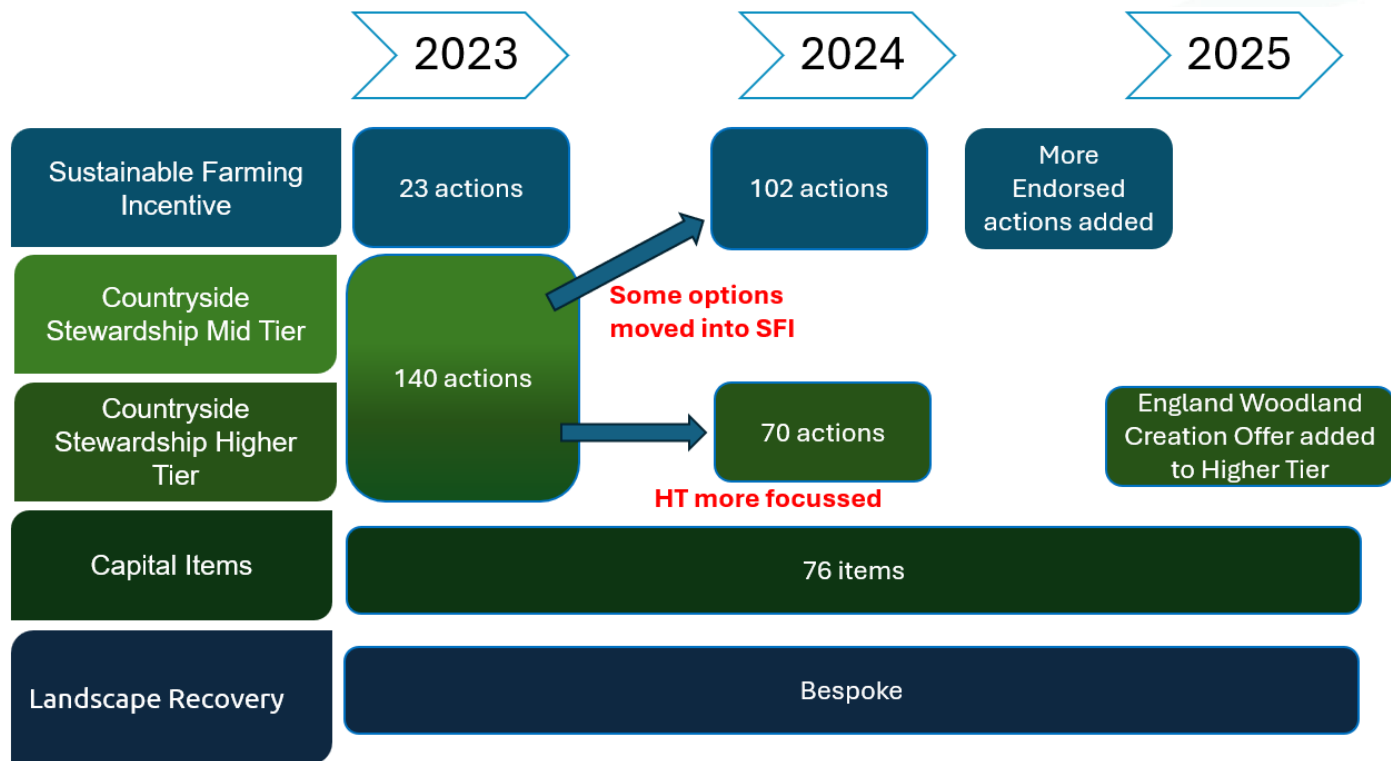 2023
2024
2025
Sustainable Farming
Incentive
23 actions
102 actions
More
Endorsed
actions added
Countryside
Stewardship Mid Tier
Some options
moved into SFI
140 actions
Countryside
Stewardship Higher
Tier
70 actions
England Woodland
Creation Offer added
to Higher Tier
HT more focussed
Capital Items
76 items
Landscape Recovery
Bespoke